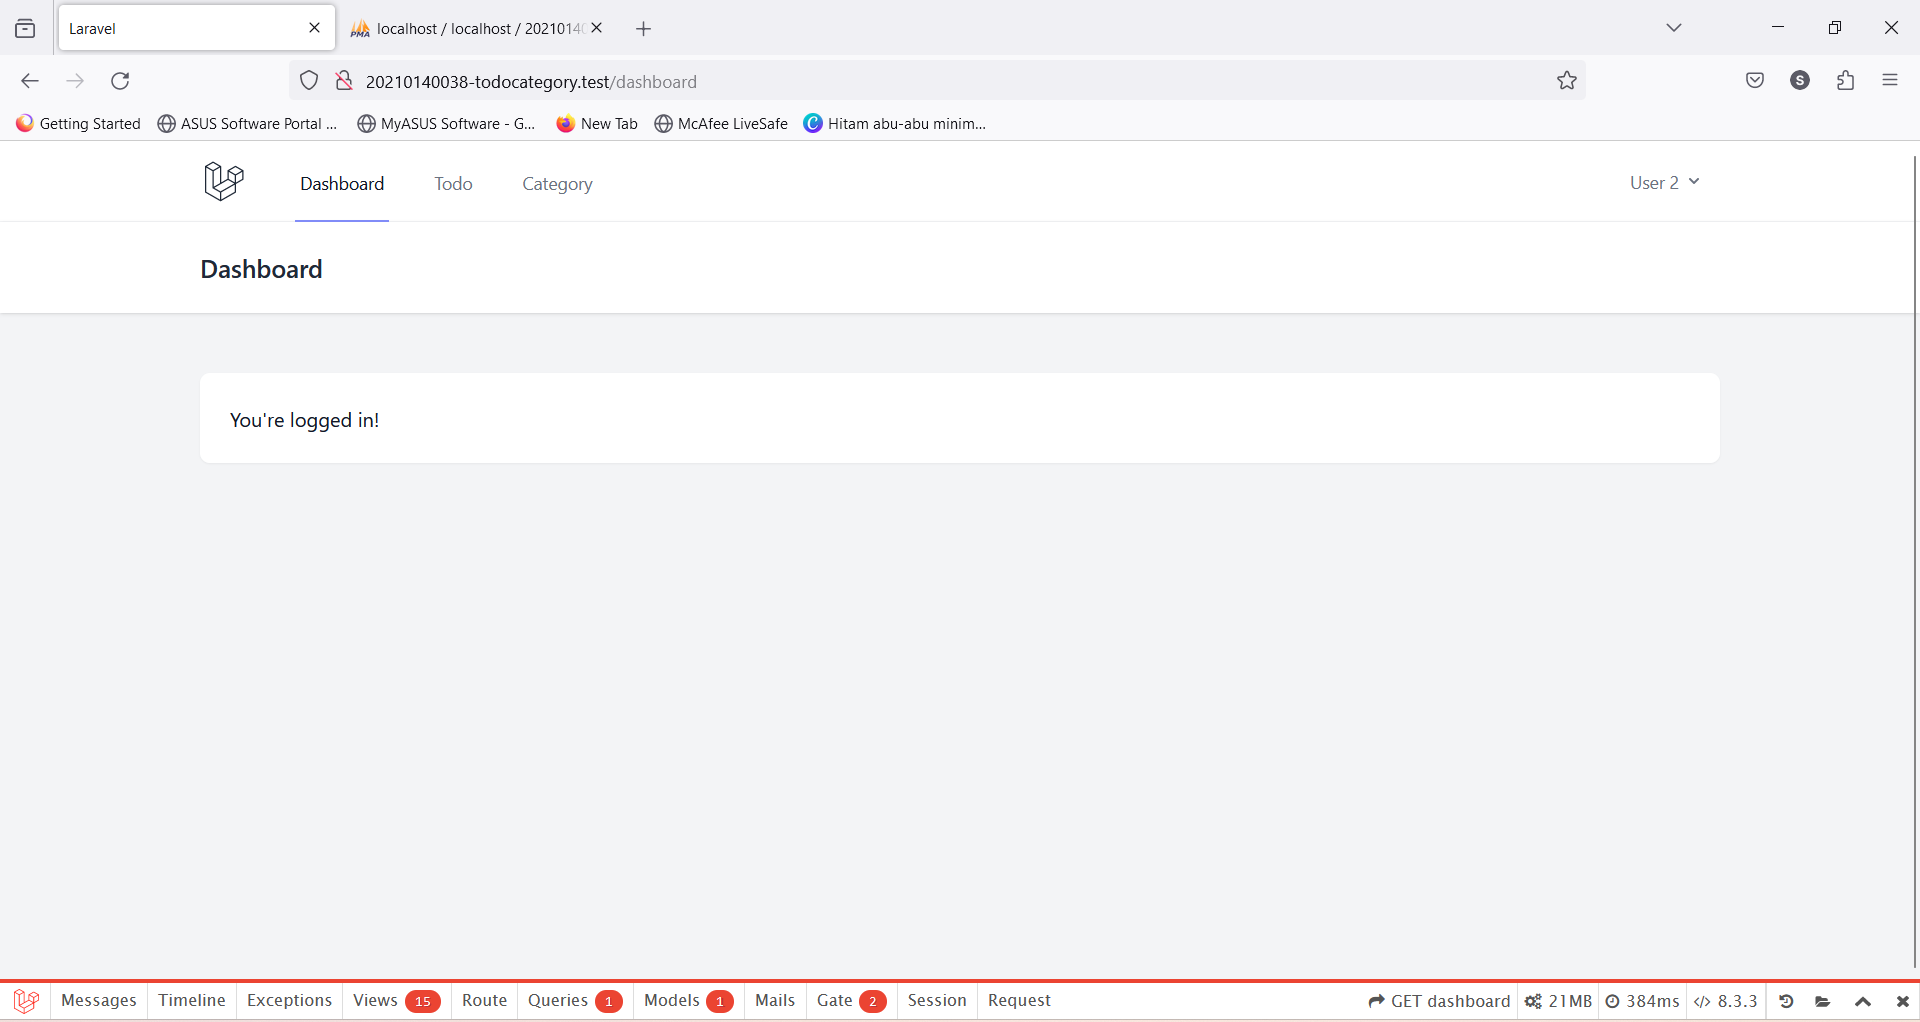 Laravel
localhost / localhost / 20210140
20210140038-todocategory.test/dashboard
S
Getting Started
ASUS Software Portal ...
MyASUS Software - G...
New Tab
McAfee LiveSafe
C
Hitam abu-abu minim...
Dashboard
Todo
Category
User 2
Dashboard
You're logged in!
Messages
Timeline
Exceptions
Views 15
Route
Queries 1
Models 1
Mails
Gate 2
Session
Request
GET dashboard
21MB
384ms
</> 8.3.3
PMA